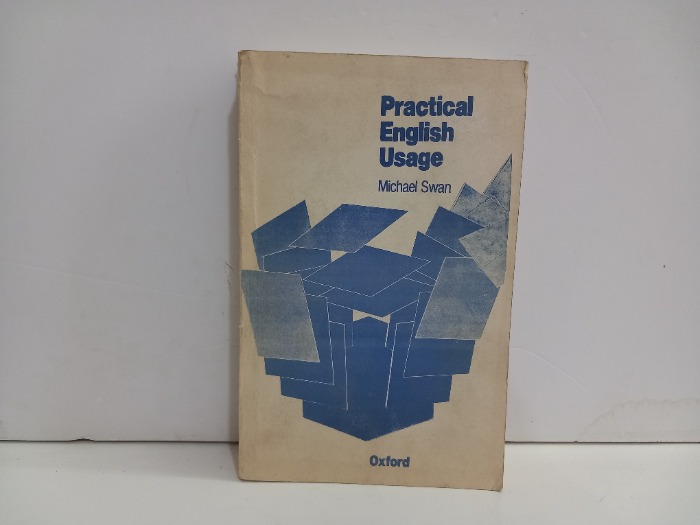 Practical
English
Usage
Michael Swan
Oxford